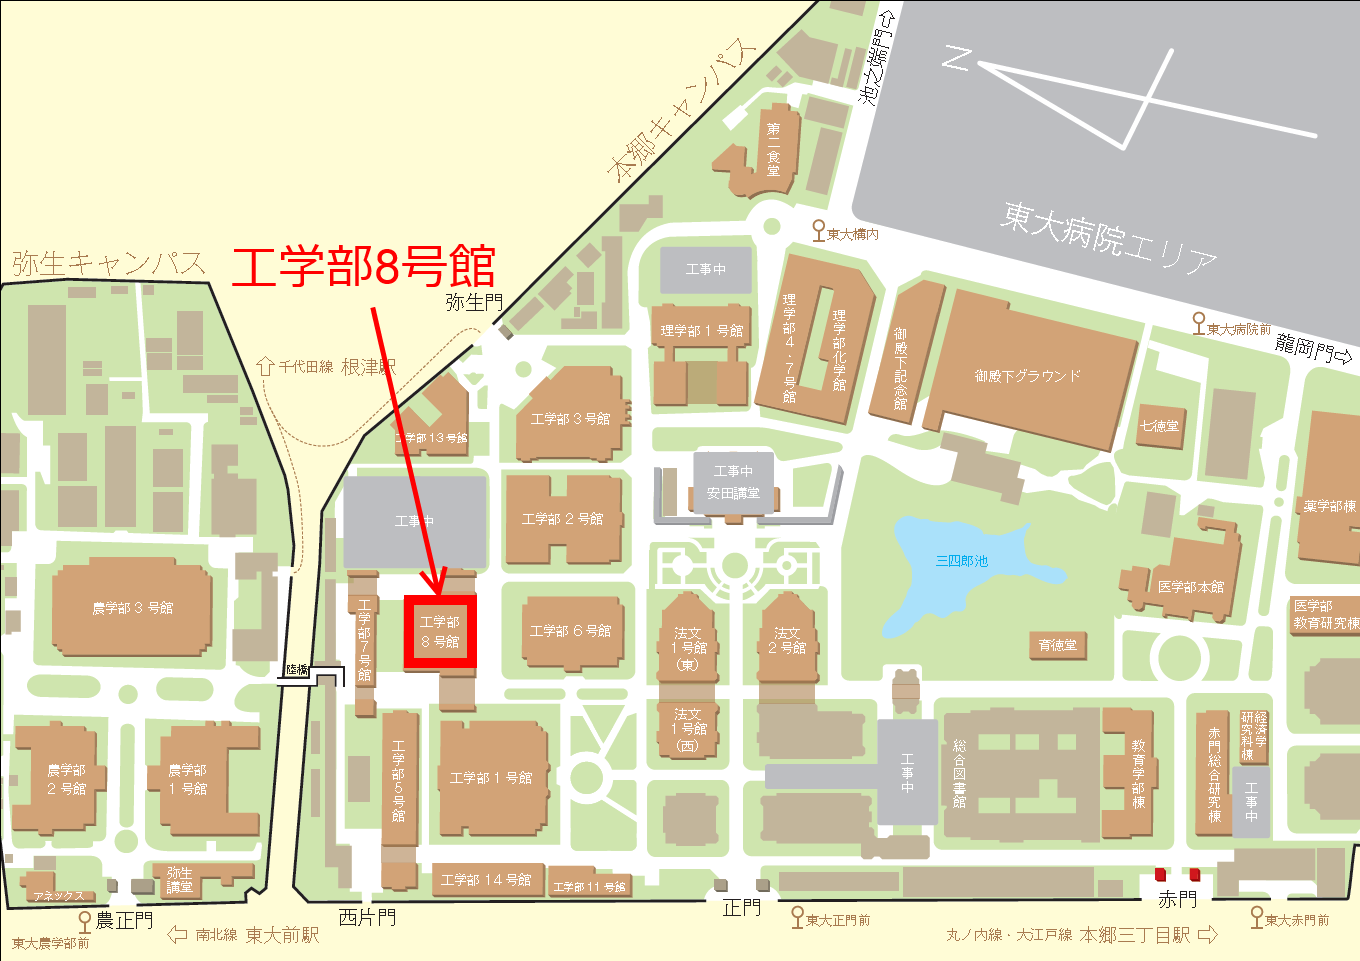 池之端門
N
本郷キャンパス
第二食堂
東大構内
東大病院エリア
弥生キャンパス
工学部8号館
弥生門
工事中
理学部1号館
理学部4・7号館
理学部化学館
御殿下記念館
御殿下グラウンド
東大病院前
龍岡門
千代田線 根津駅
工学部13号館
工学部3号館
七徳堂
工事中
工学部2号館
工事中
安田講堂
薬学部棟
三四郎池
医学部本館
農学部3号館
工学部7号館
工学部
8号館
工学部6号館
法文
1号館
(東)
法文
2号館
育徳堂
医学部
教育研究棟
陸橋
農学部
2号館
農学部
1号館
工学部5号館
工学部1号館
法文
1号館
(西)
工事中
総合図書館
教育学部棟
赤門総合研究棟
経済学
研究科棟
工事中
アネックス
弥生
講堂
工学部14号館
工学部11号館
農正門
西片門
正門
赤門
東大農学部前
南北線 東大前駅
東大正門前
丸ノ内線・大江戸線 本郷三丁目駅
東大赤門前